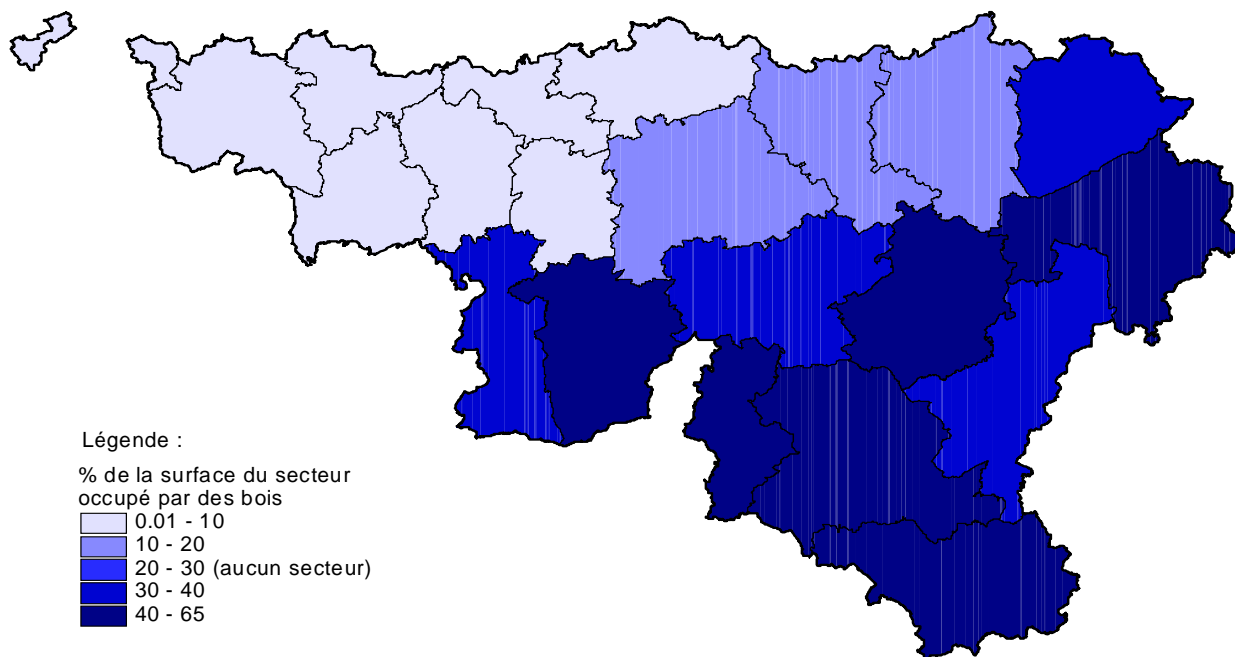 Légende :
% de la surface du secteur
occupé par des bois
0.01 - 10
10 - 20
20 - 30 (aucun secteur)
30 - 40
40 - 65